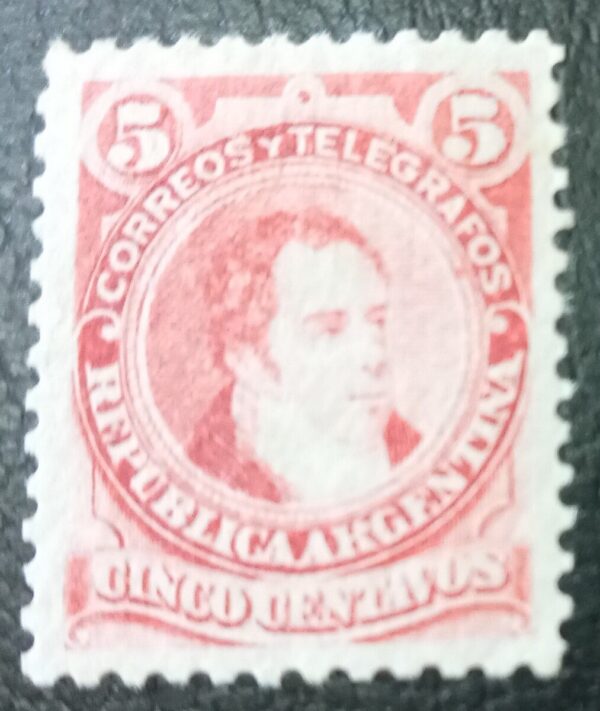 5 5
CORREOS Y TELEGRAFOS
REPUBLICA ARGENTINA
CINCO CENTAVOS